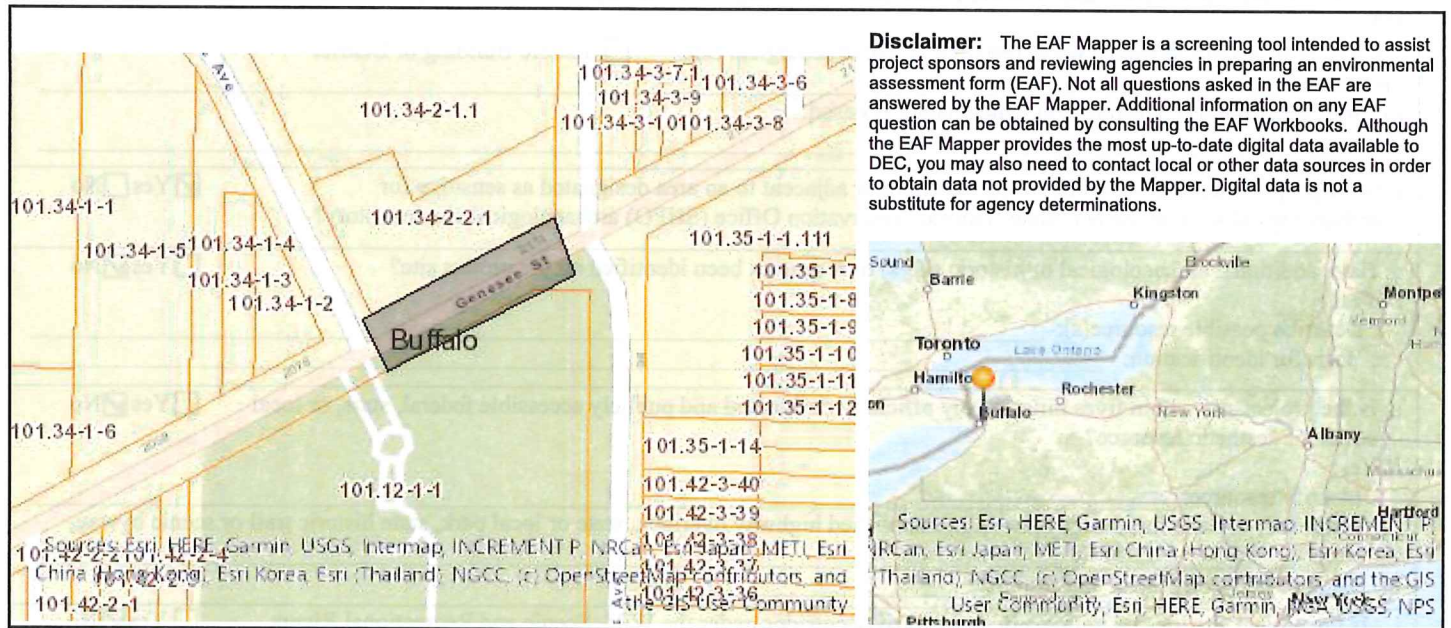 Disclaimer: The EAF Mapper is a screening tool intended to assist
project sponsors and reviewing agencies in preparing an environmental
assessment form (EAF). Not all questions asked in the EAF are
answered by the EAF Mapper. Additional information on any EAF
question can be obtained by consulting the EAF Workbooks. Although
the EAF Mapper provides the most up-to-date digital data available to
DEC, you may also need to contact local or other data sources in order
to obtain data not provided by the Mapper. Digital data is not a
substitute for agency determinations.
Ave
101.34-2-1.1
101.34-3-7.1
101.34-3-6
101.34-3-9
101.34-3-8
101.34-1-1
101.34-1-5
101.34-1-4
101.34-1-3
101.34-1-2
101.34-2-2.1
Genesee St
Buffalo
2078
101.34-1-6
101.12-1-1
101.35-1-1.111
101.35-1-7
101.35-1-8
101.35-1-9
101.35-1-10
101.35-1-11
101.35-1-12
101.35-1-14
101.42-3-40
101.42-3-39
101.42-3-38
101.42-3-37
101.42-3-36
101.42-2-1
Sources: Esri, HERE, Garmin, USGS, Intermap, INCREMENT P, NRCan, Esri Japan, METI, Esri
China (Hong Kong), Esri Korea, Esri (Thailand), NGCC, (c) OpenStreetMap contributors, and
the GIS User Community
Sound
Barrie
Brockville
Kingston
Montpe
Vermont
Toronto
Lake Ontario
Hamilto
Rochester
Buffalo
New York
Albany
Massachu
Hartford
Connecticut
Pittsburgh
New York
Sources: Esri, HERE, Garmin, USGS, Intermap, INCREMENT P,
NRCan, Esri Japan, METI, Esri China (Hong Kong), Esri Korea, Esri
(Thailand), NGCC, (c) OpenStreetMap contributors, and the GIS
User Community, Esri, HERE, Garmin, NGA, USGS, NPS